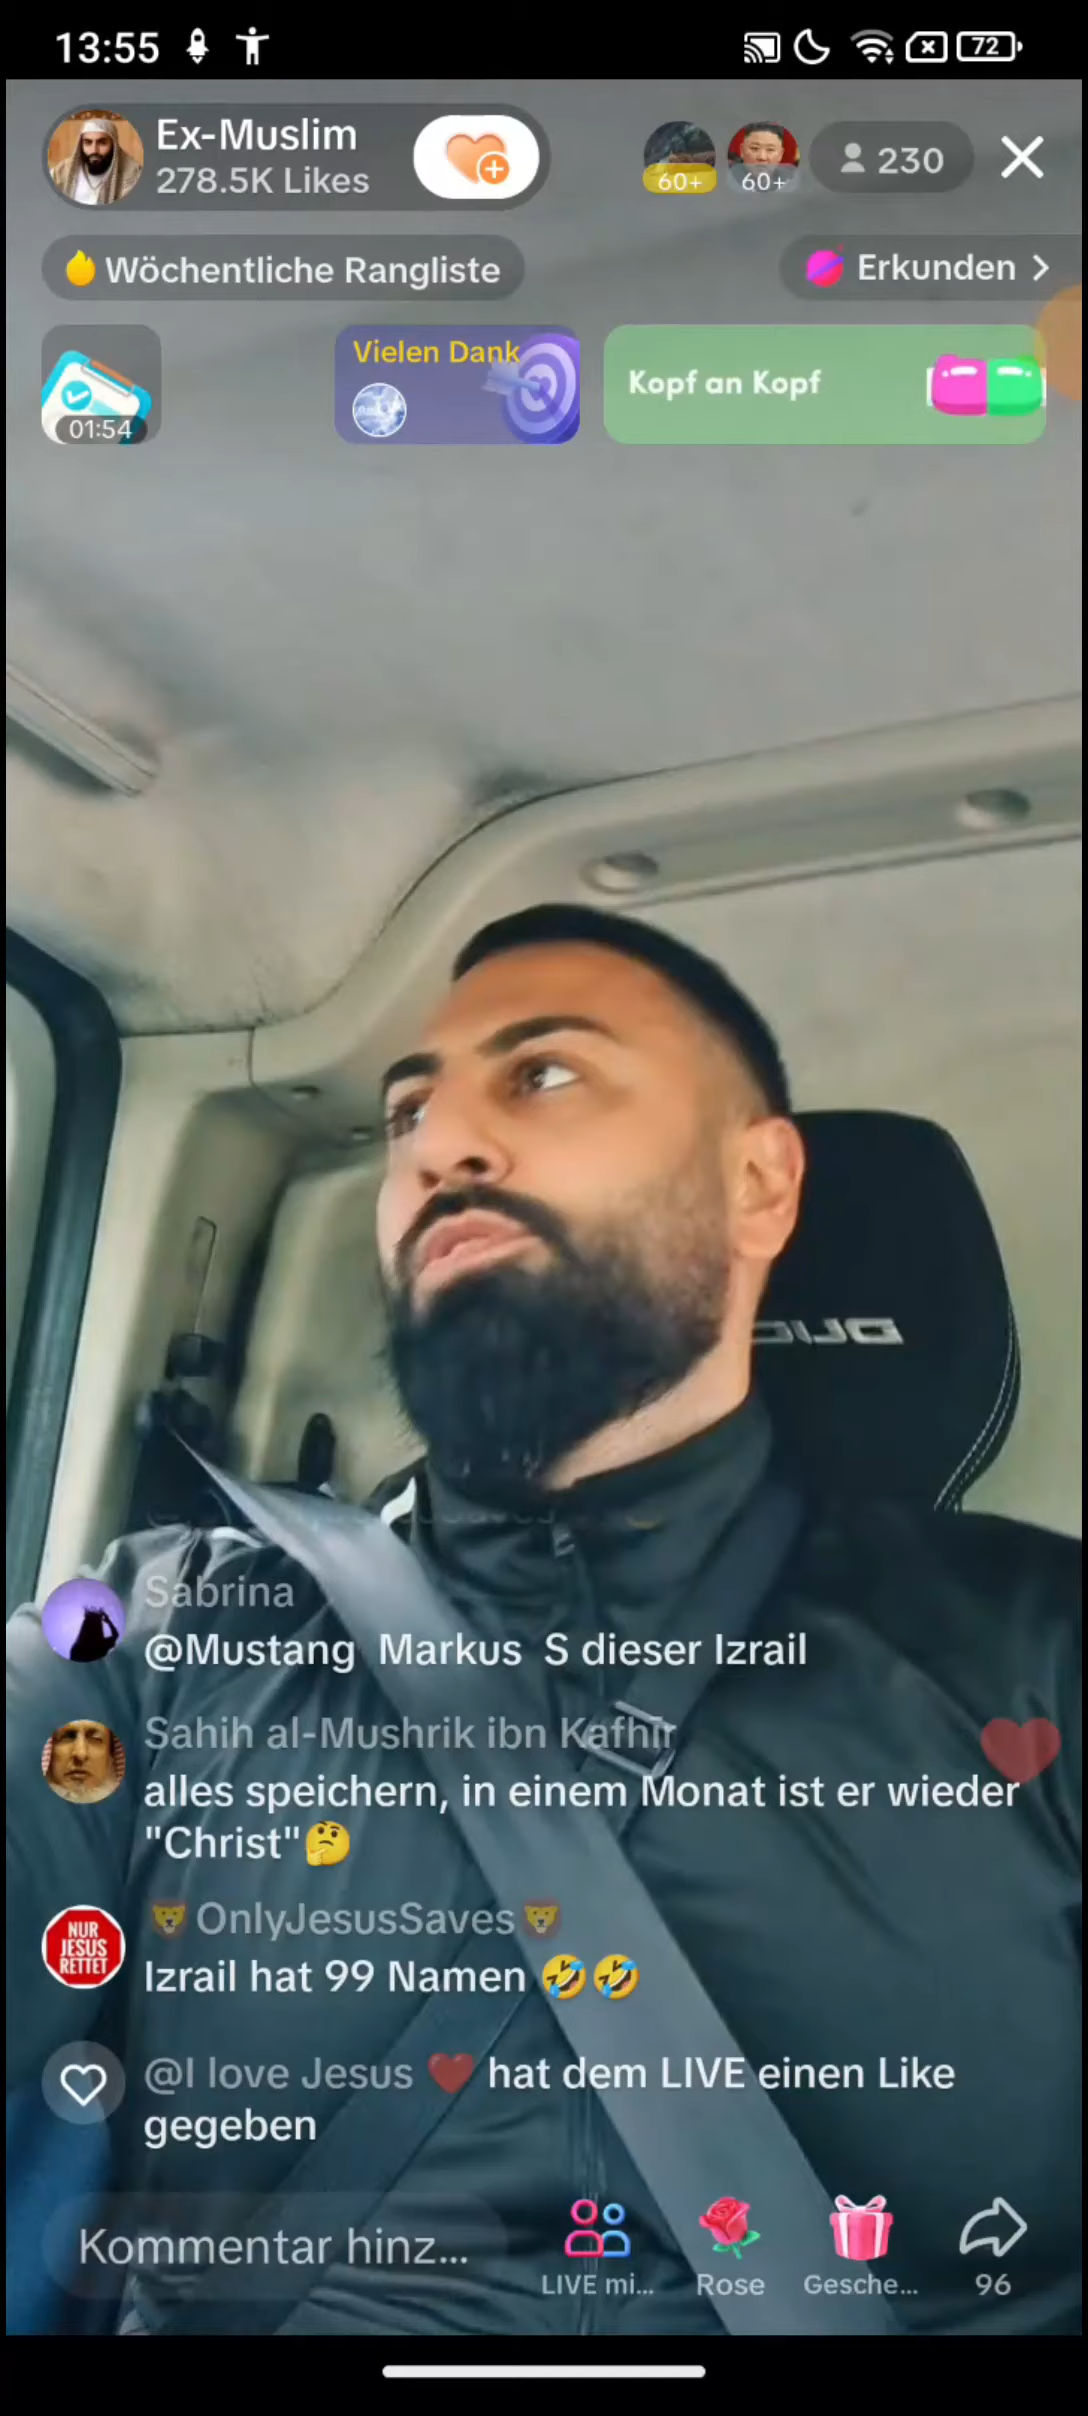 13:55
72
Ex-Muslim
278.5K Likes
60+
60+
230
Wöchentliche Rangliste
Erkunden >
01:54
Vielen Dank
Kopf an Kopf
Sabrina
@Mustang Markus S dieser Izrail
Sahih al-Mushrik ibn Kafhir
alles speichern, in einem Monat ist er wieder
"Christ"🤔
NUR
JESUS
RETTET
🦁OnlyJesusSaves🦁
Izrail hat 99 Namen 🤣🤣
@I love Jesus ❤️ hat dem LIVE einen Like
gegeben
Kommentar hinz...
LIVE mi...
Rose
Gesche...
96